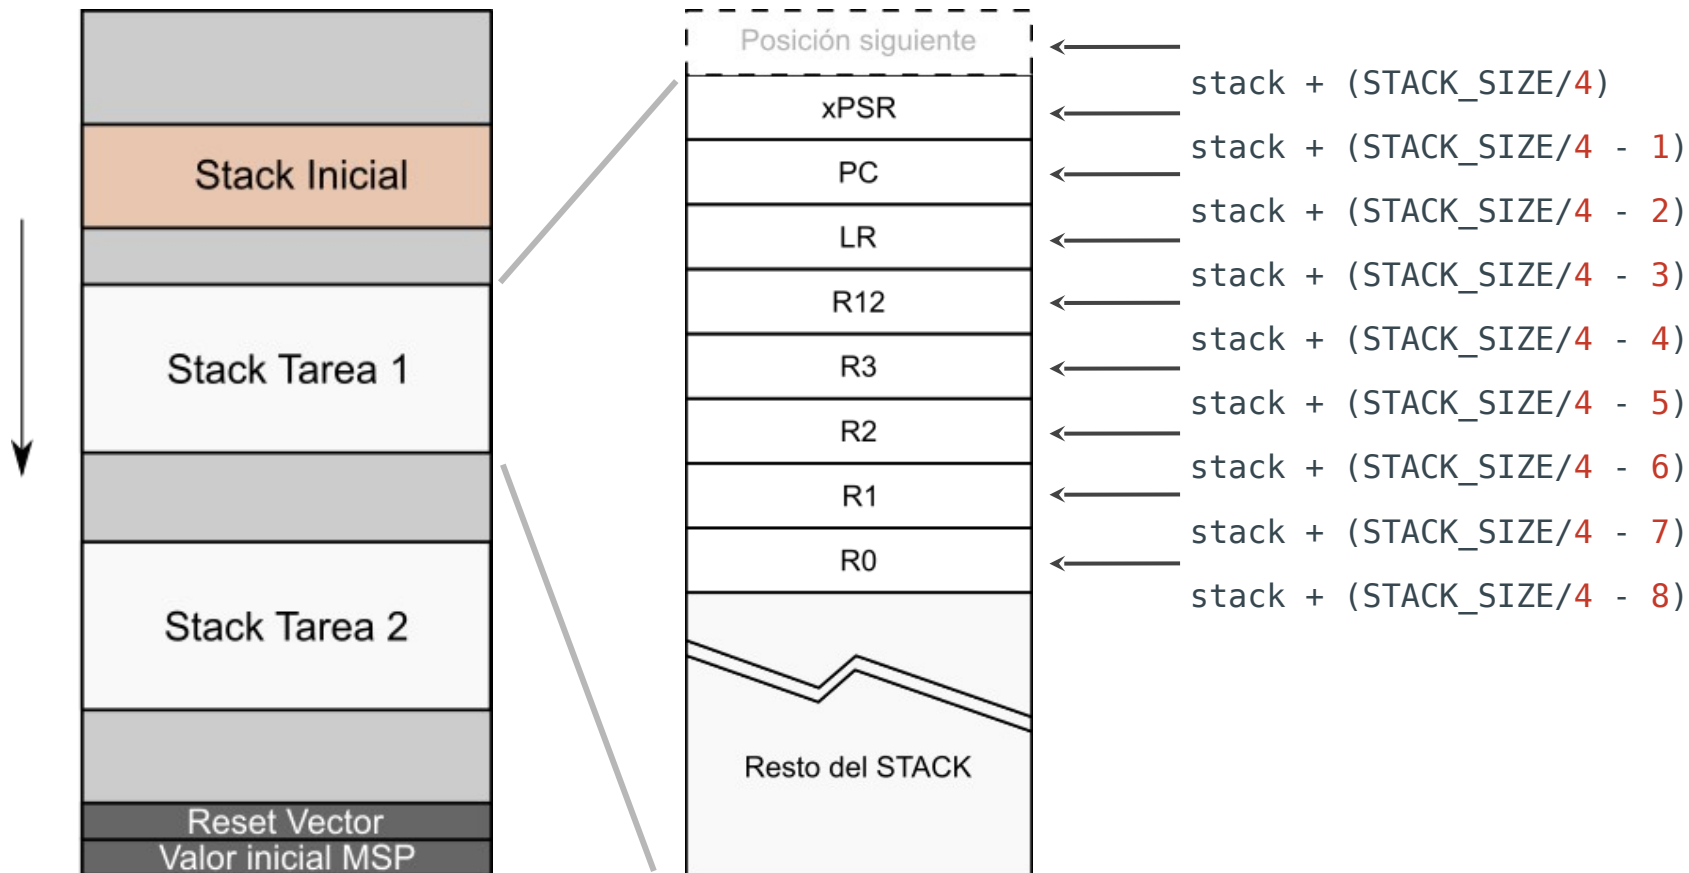 Stack Inicial
Stack Tarea 1
Stack Tarea 2
Reset Vector
Valor inicial MSP
Posición siguiente
xPSR
PC
LR
R12
R3
R2
R1
R0
Resto del STACK
stack + (STACK_SIZE/4)
stack + (STACK_SIZE/4 - 1)
stack + (STACK_SIZE/4 - 2)
stack + (STACK_SIZE/4 - 3)
stack + (STACK_SIZE/4 - 4)
stack + (STACK_SIZE/4 - 5)
stack + (STACK_SIZE/4 - 6)
stack + (STACK_SIZE/4 - 7)
stack + (STACK_SIZE/4 - 8)